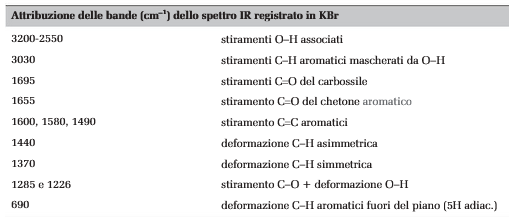 Attribuzione delle bande (cm⁻¹) dello spettro IR registrato in KBr
3200-2550 stiramenti O–H associati
3030 stiramenti C–H aromatici mascherati da O–H
1695 stiramenti C=O del carbossile
1655 stiramento C=O del chetone aromatico
1600, 1580, 1490 stiramento C=C aromatici
1440 deformazione C–H asimmetrica
1370 deformazione C–H simmetrica
1285 e 1226 stiramento C–O + deformazione O–H
690 deformazione C–H aromatici fuori del piano (5H adiac.)